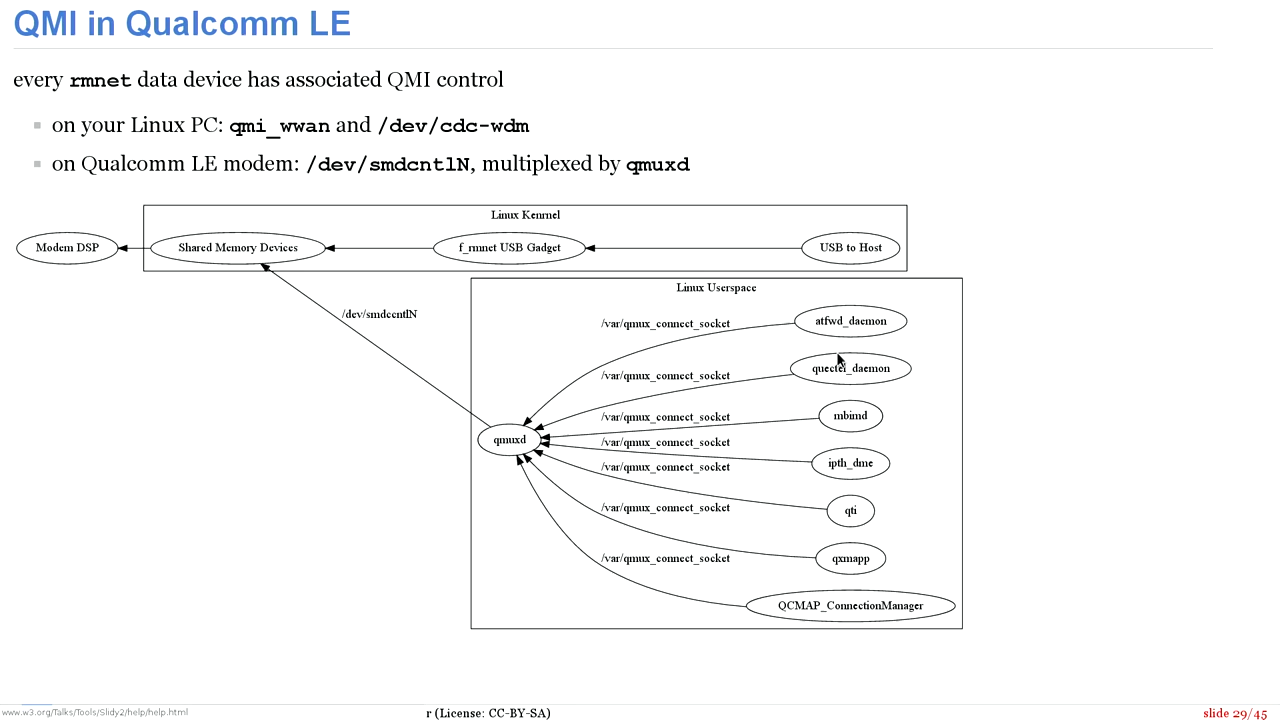 QMI in Qualcomm LE
every rmnet data device has associated QMI control
on your Linux PC: qmi_wwan and /dev/cdc-wdm
on Qualcomm LE modem: /dev/smdcntlN, multiplexed by qmuxd
Linux Kenrnel
Modem DSP
Shared Memory Devices
f_rmnet USB Gadget
USB to Host
Linux Userspace
/dev/smdcentlN
/var/qmux_connect_socket
atfwd_daemon
/var/qmux_connect_socket
quectel_daemon
/var/qmux_connect_socket
mbimd
qmuxd
/var/qmux_connect_socket
ipth_dme
/var/qmux_connect_socket
qti
/var/qmux_connect_socket
qxmapp
/var/qmux_connect_socket
QCMAP_ConnectionManager
www.w3.org/Talks/Tools/Slidy2/help/help.html
r (License: CC-BY-SA)
slide 29/45